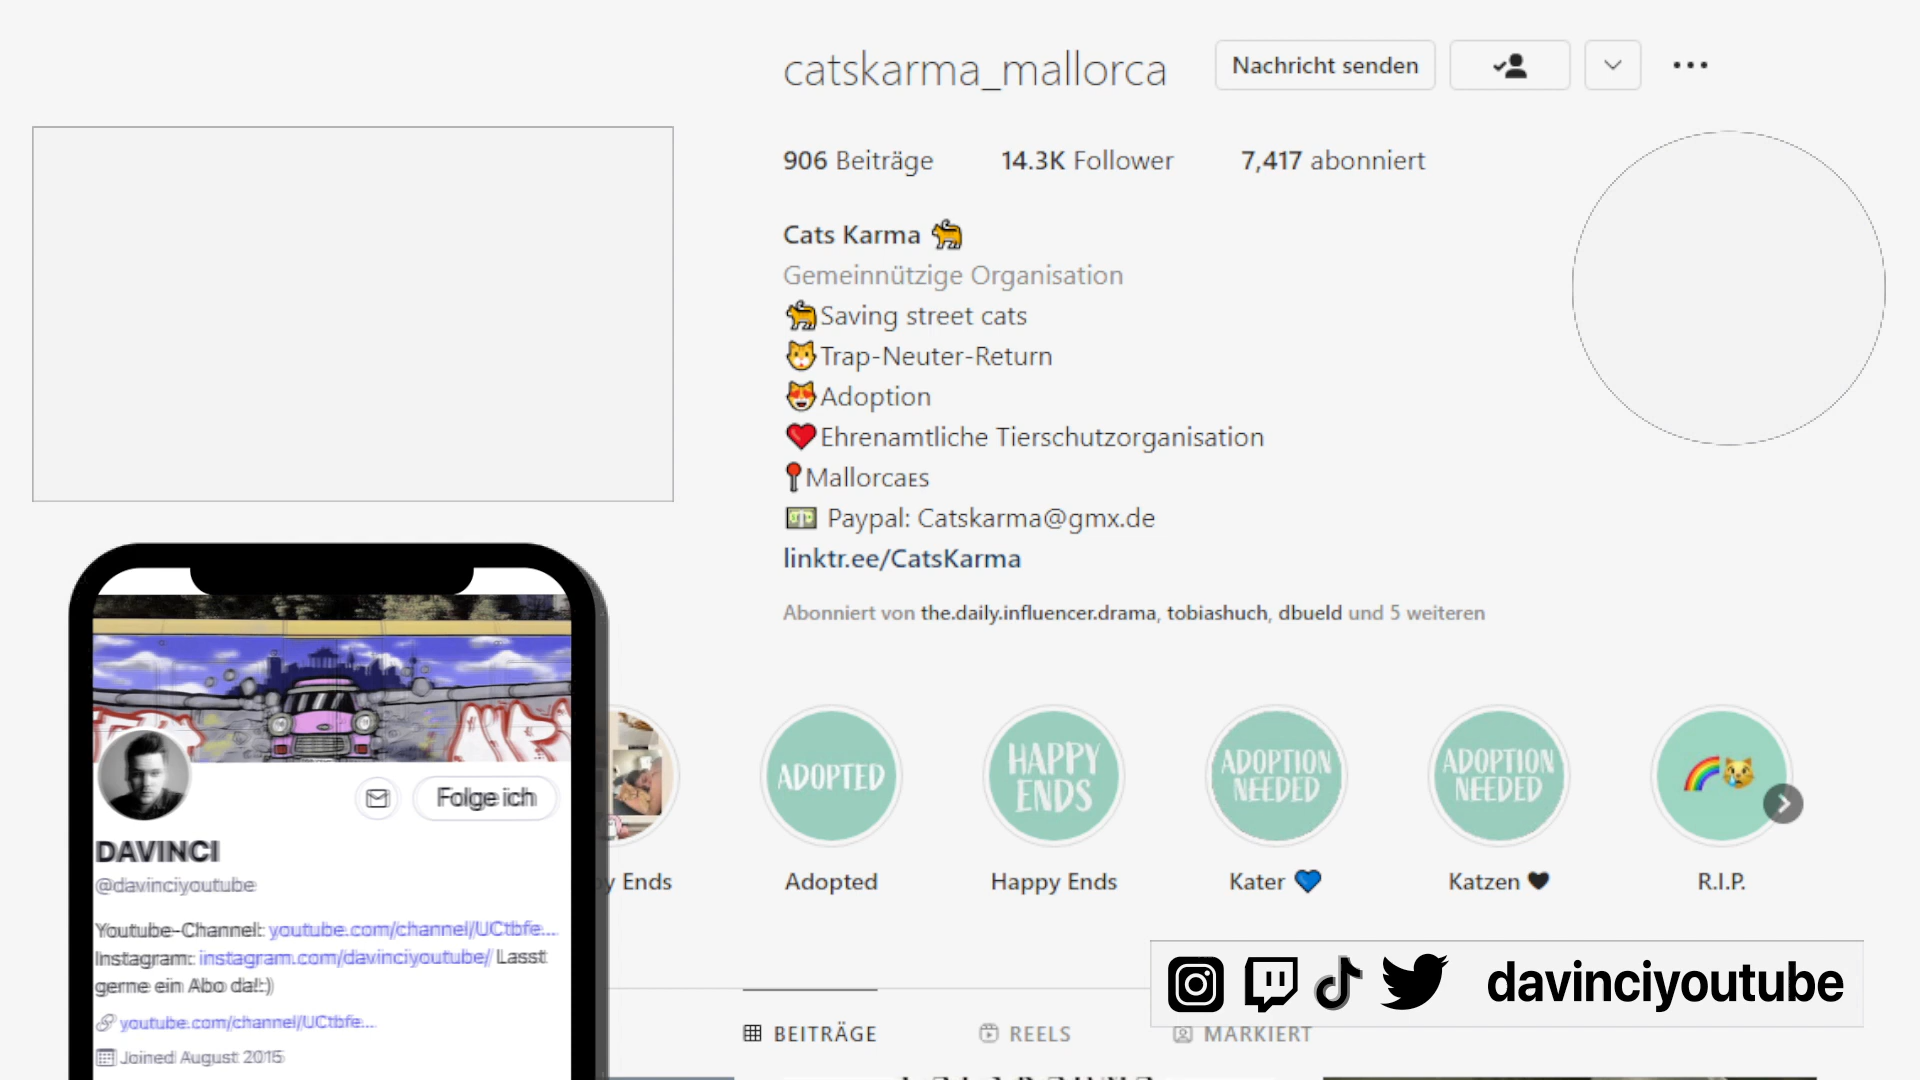 catskarma_mallorca
Nachricht senden
906 Beiträge 14.3K Follower 7,417 abonniert
Cats Karma
Gemeinnützige Organisation
Saving street cats
Trap-Neuter-Return
Adoption
Ehrenamtliche Tierschutzorganisation
MallorcaES
Paypal: Catskarma@gmx.de
linktr.ee/CatsKarma
Abonniert von the.daily.influencer.drama, tobiashuch, dbueld und 5 weiteren
ADOPTED
HAPPY
ENDS
ADOPTION
NEEDED
ADOPTION
NEEDED
y Ends
Adopted
Happy Ends
Kater 💙
Katzen 🖤
R.I.P.
BEITRÄGE
REELS
MARKIERT
Folge ich
DAVINCI
@davinciyoutube
Youtube-Channel: youtube.com/channel/UCtbfe...
Instagram: instagram.com/davinciyoutube/ Lasst
gerne ein Abo da!:)
youtube.com/channel/UCtbfe...
Joined August 2015
davinciyoutube